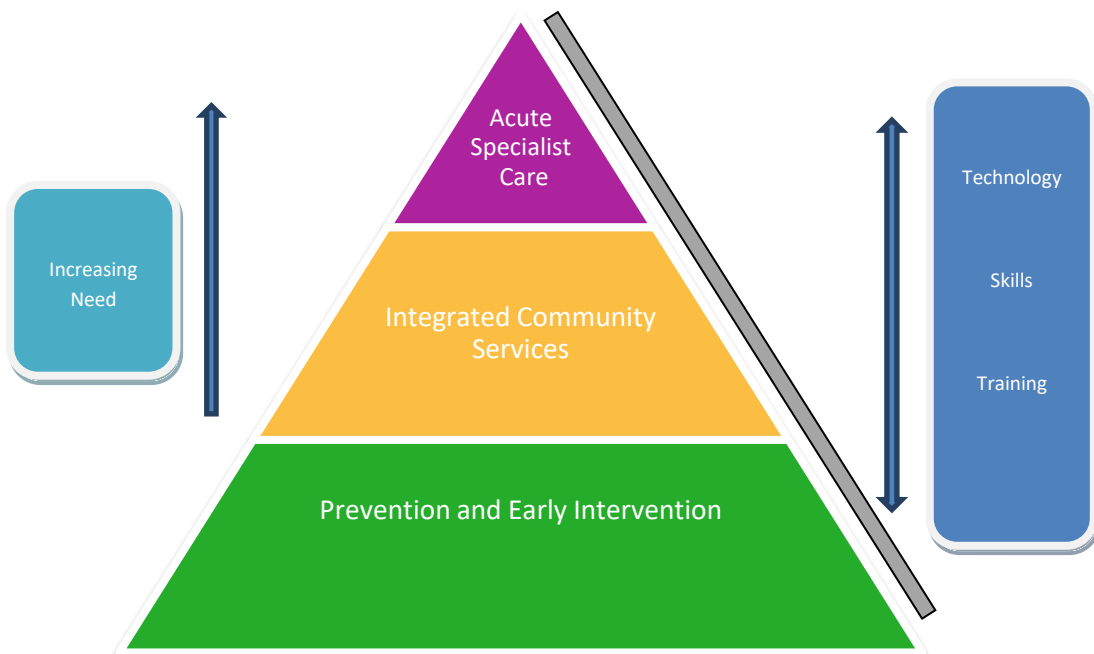 Acute
Specialist
Care
Increasing
Need
Integrated Community
Services
Prevention and Early Intervention
Technology
Skills
Training